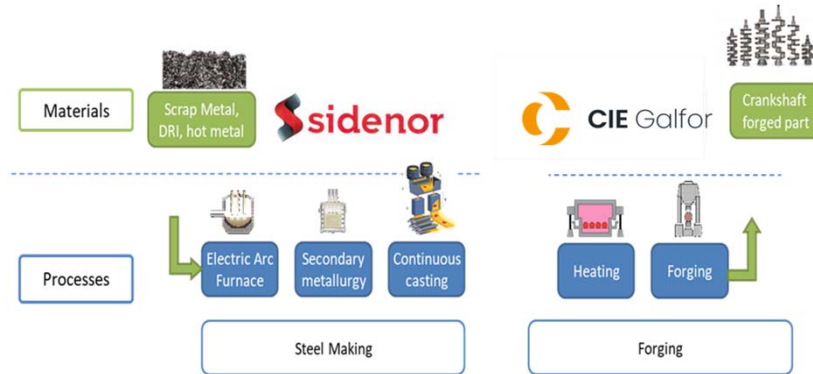 Materials
Scrap Metal,
DRI, hot metal
sidenor
CIE Galfor
Crankshaft
forged part
Processes
Electric Arc
Furnace
Secondary
metallurgy
Continuous
casting
Heating
Forging
Steel Making
Forging